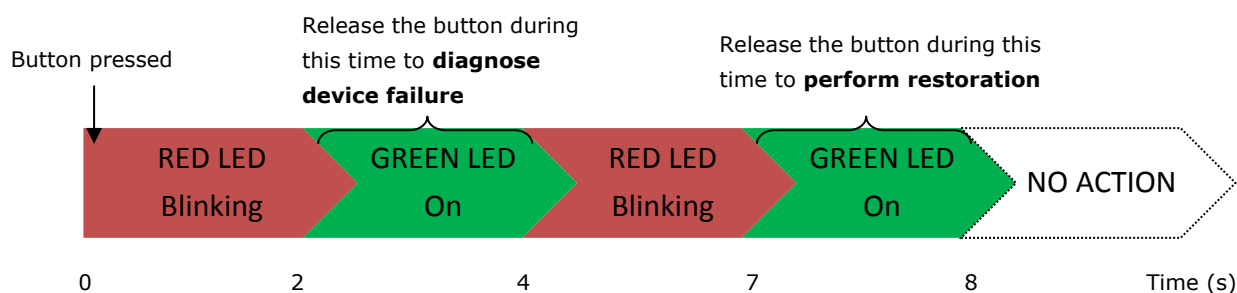 Button pressed
Release the button during
this time to diagnose
device failure
Release the button during this
time to perform restoration
RED LED
Blinking
GREEN LED
On
RED LED
Blinking
GREEN LED
On
NO ACTION
0 2 4 7 8 Time (s)